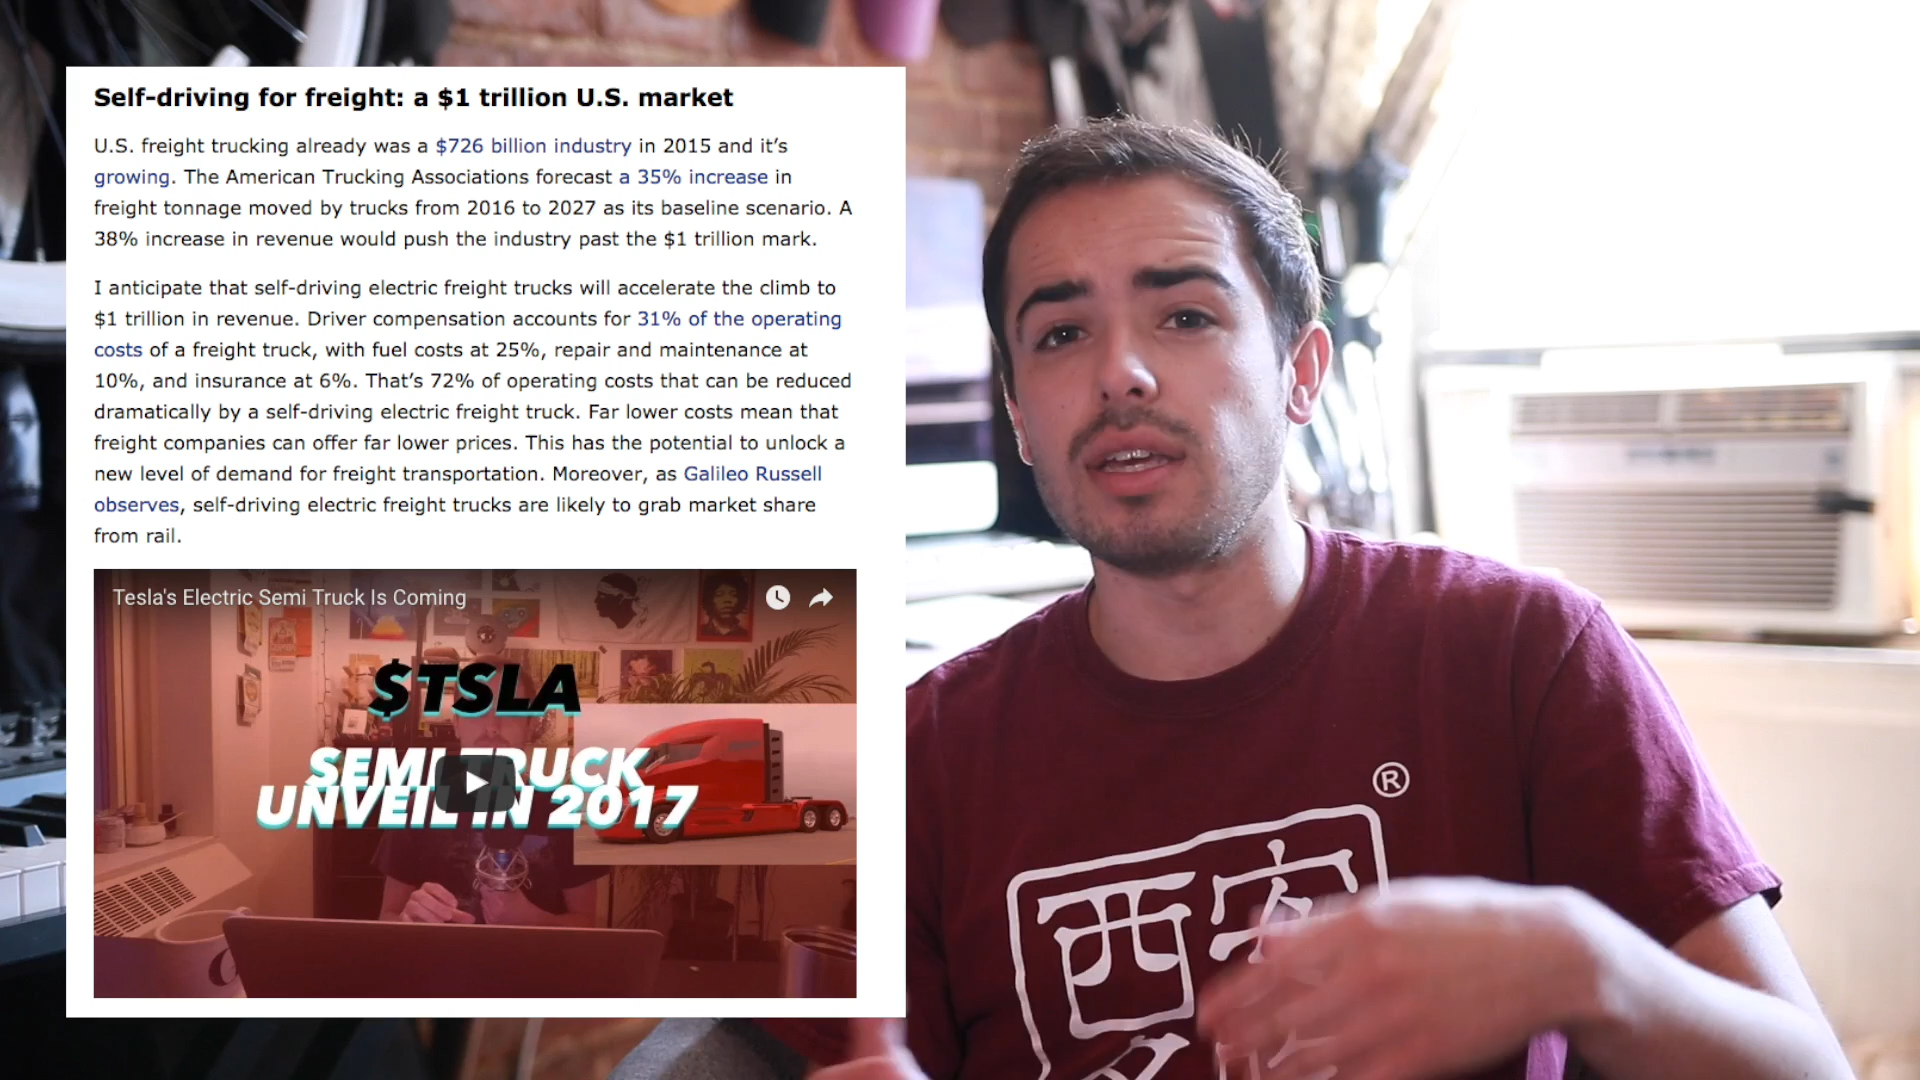 Self-driving for freight: a $1 trillion U.S. market
U.S. freight trucking already was a $726 billion industry in 2015 and it’s
growing. The American Trucking Associations forecast a 35% increase in
freight tonnage moved by trucks from 2016 to 2027 as its baseline scenario. A
38% increase in revenue would push the industry past the $1 trillion mark.
I anticipate that self-driving electric freight trucks will accelerate the climb to
$1 trillion in revenue. Driver compensation accounts for 31% of the operating
costs of a freight truck, with fuel costs at 25%, repair and maintenance at
10%, and insurance at 6%. That’s 72% of operating costs that can be reduced
dramatically by a self-driving electric freight truck. Far lower costs mean that
freight companies can offer far lower prices. This has the potential to unlock a
new level of demand for freight transportation. Moreover, as Galileo Russell
observes, self-driving electric freight trucks are likely to grab market share
from rail.
Tesla's Electric Semi Truck Is Coming
$TSLA
SEMI TRUCK
UNVEIL IN 2017
®
西安